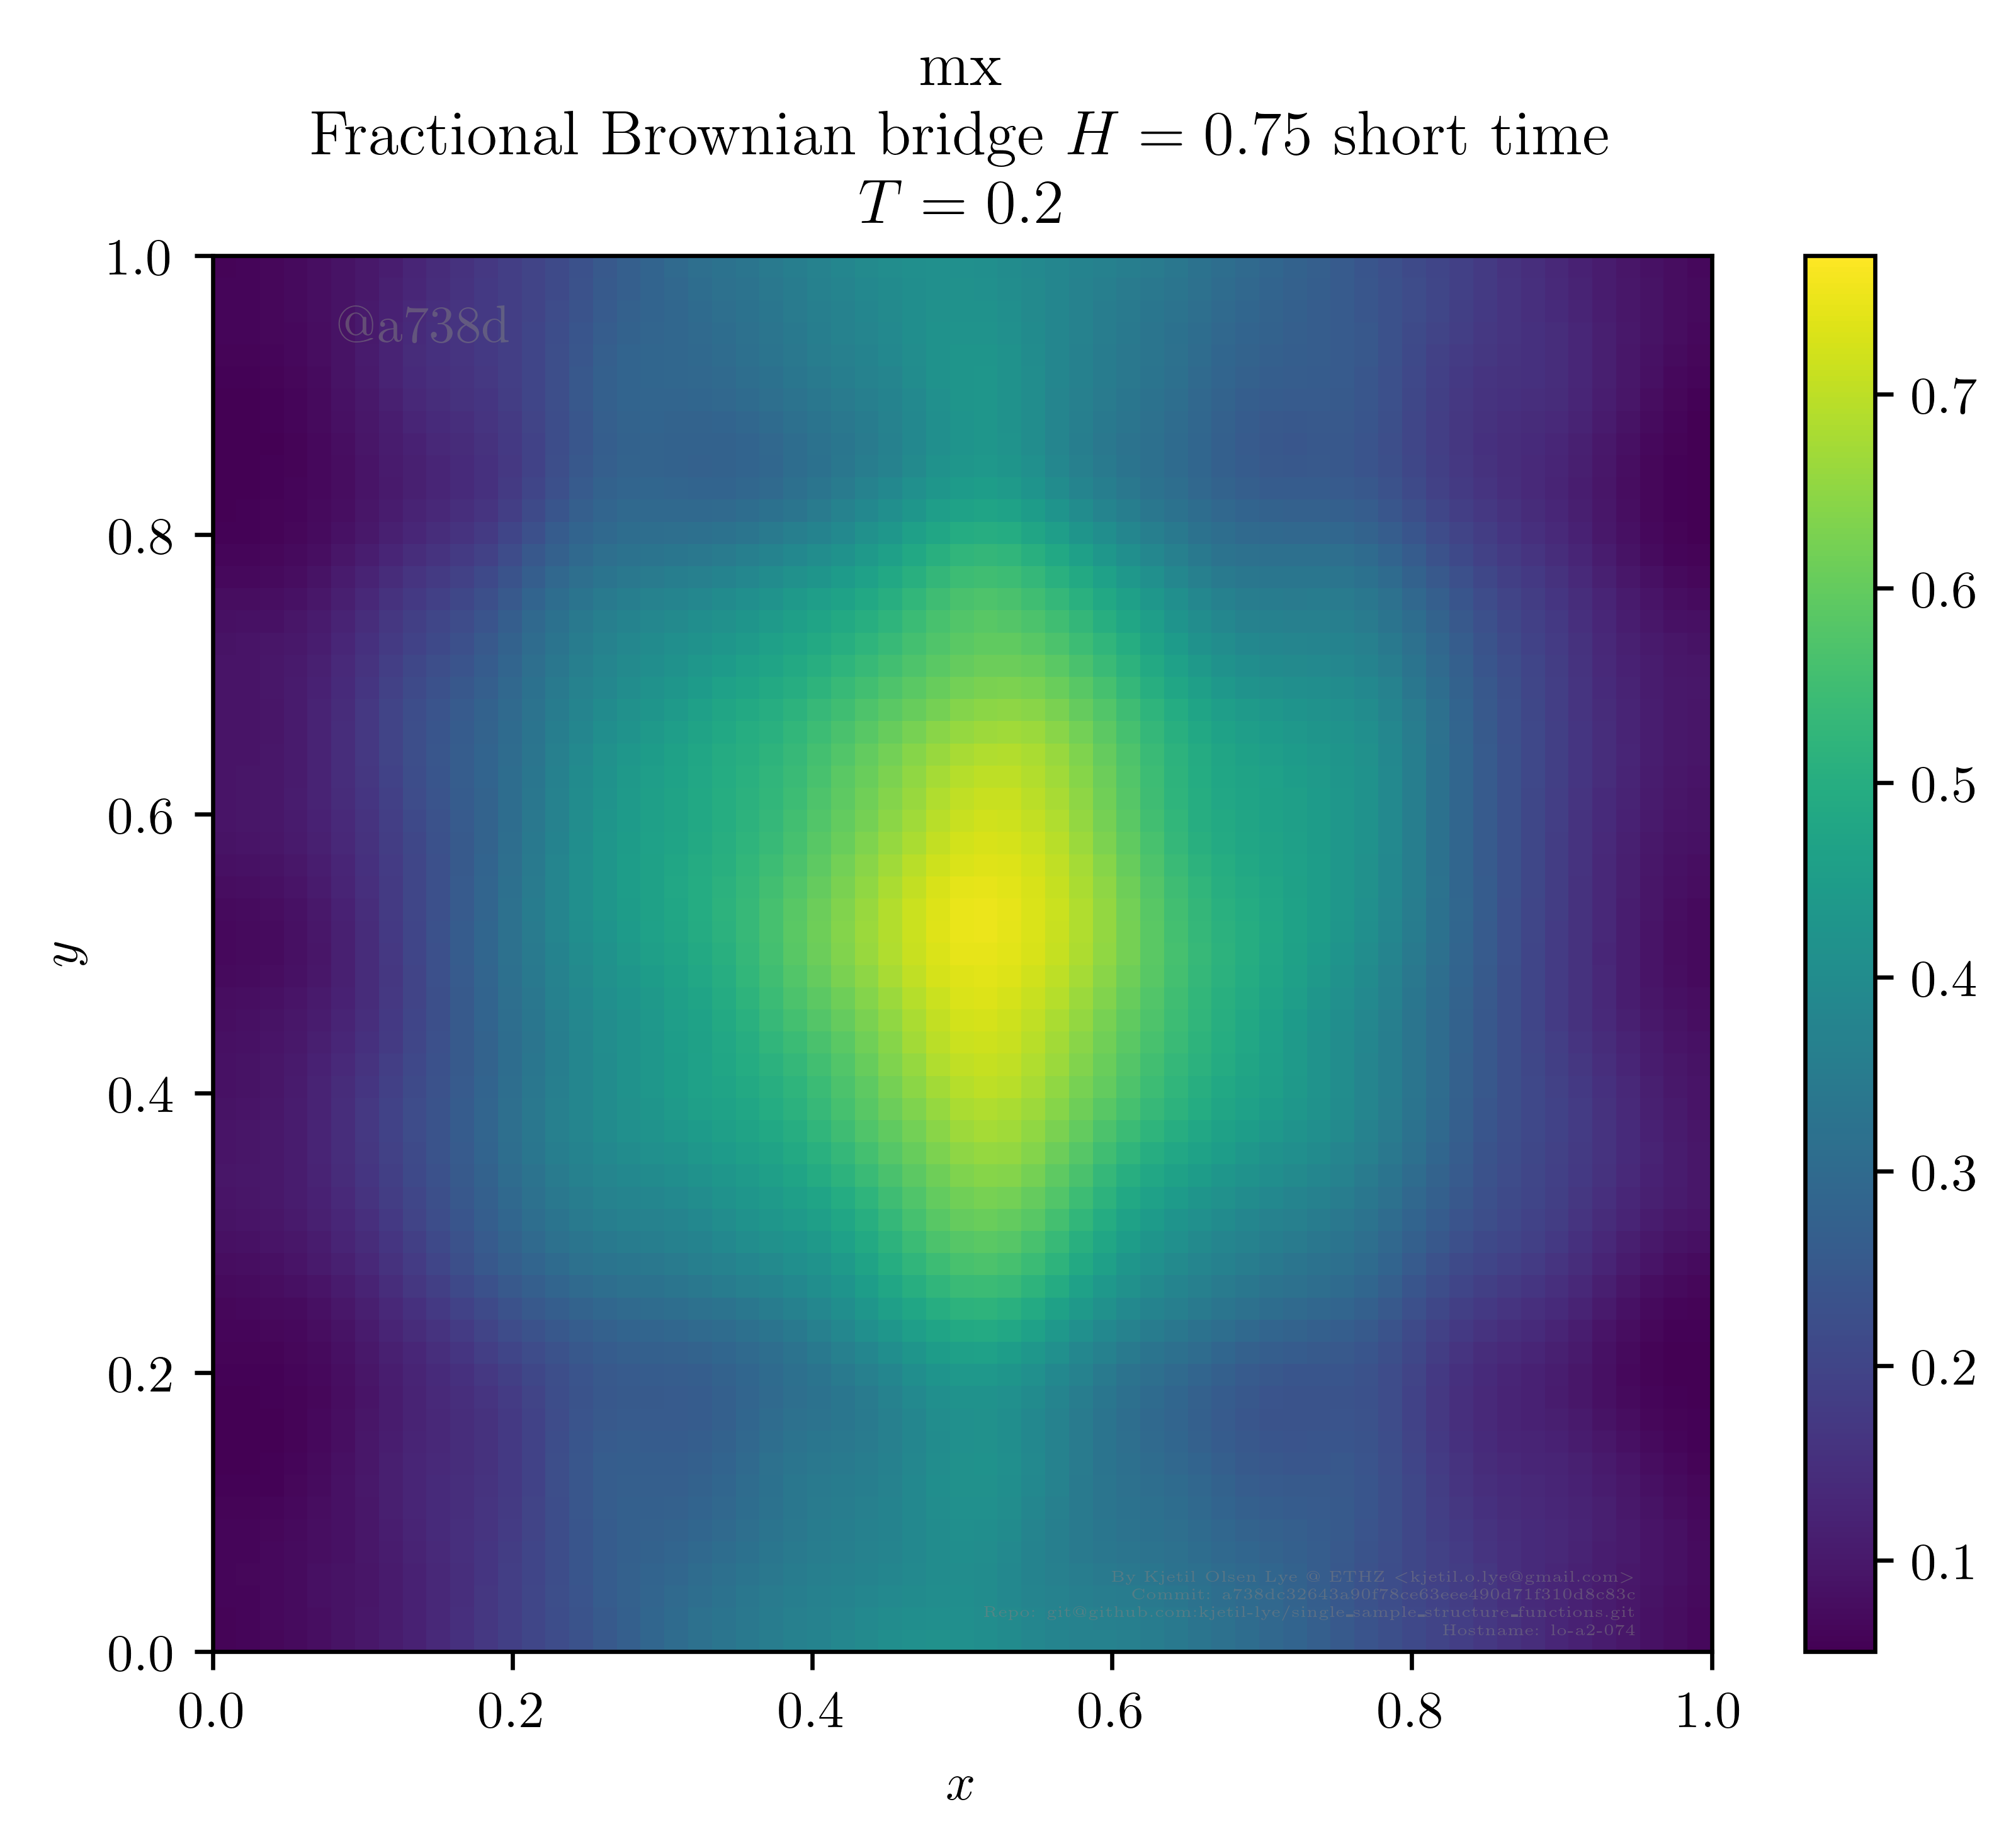 mx
Fractional Brownian bridge H = 0.75 short time
T = 0.2
1.0
0.8
0.6
0.4
0.2
0.0
y
0.0 0.2 0.4 0.6 0.8 1.0
x
0.7
0.6
0.5
0.4
0.3
0.2
0.1
@a738d
By Kjetil Olsen Lye @ ETHZ <kjetil.o.lye@gmail.com>
Commit: a738dc32643a90f78ce63eee490d71f310d8c83c
Repo: git@github.com:kjetil-lye/single_sample_structure_functions.git
Hostname: lo-a2-074